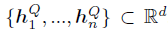 {h_1^Q, ..., h_n^Q} ⊂ ℝ^d